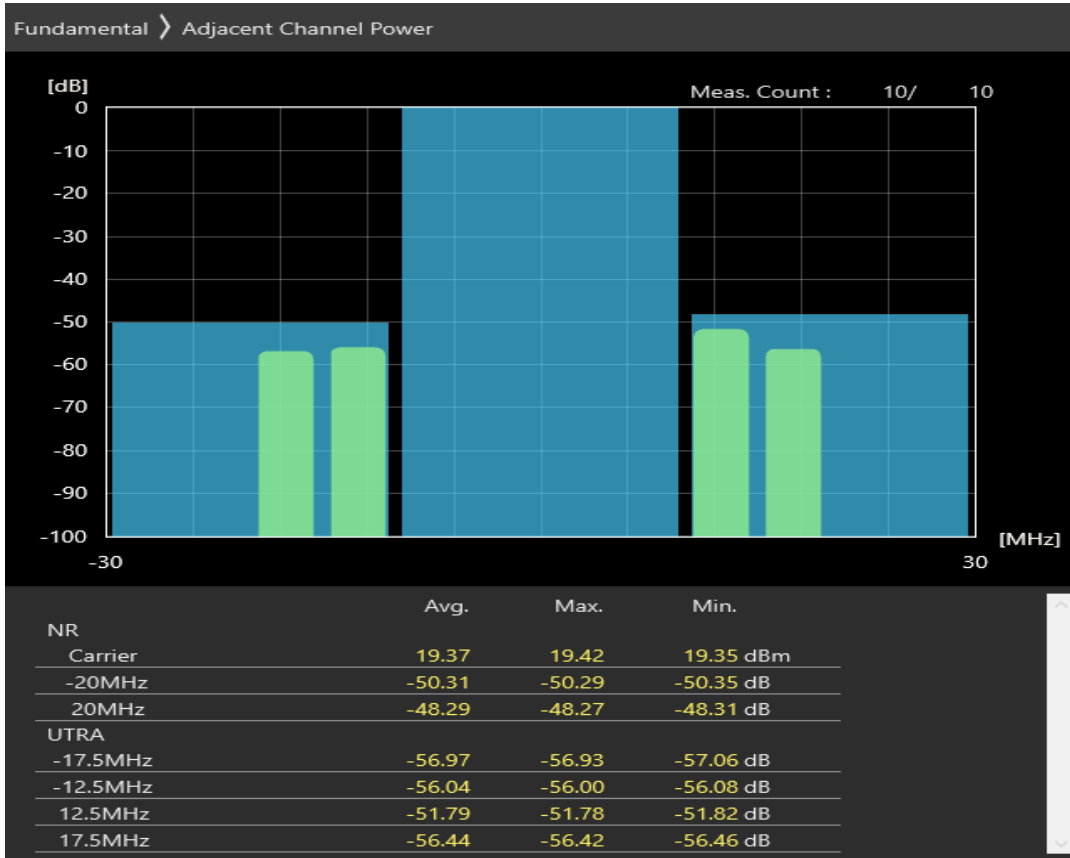 Fundamental ❯ Adjacent Channel Power
[dB]
Meas. Count : 10/ 10
0
-10
-20
-30
-40
-50
-60
-70
-80
-90
-100
[MHz]
-30 30
Avg. Max. Min.
NR
Carrier 19.37 19.42 19.35 dBm
-20MHz -50.31 -50.29 -50.35 dB
20MHz -48.29 -48.27 -48.31 dB
UTRA
-17.5MHz -56.97 -56.93 -57.06 dB
-12.5MHz -56.04 -56.00 -56.08 dB
12.5MHz -51.79 -51.78 -51.82 dB
17.5MHz -56.44 -56.42 -56.46 dB